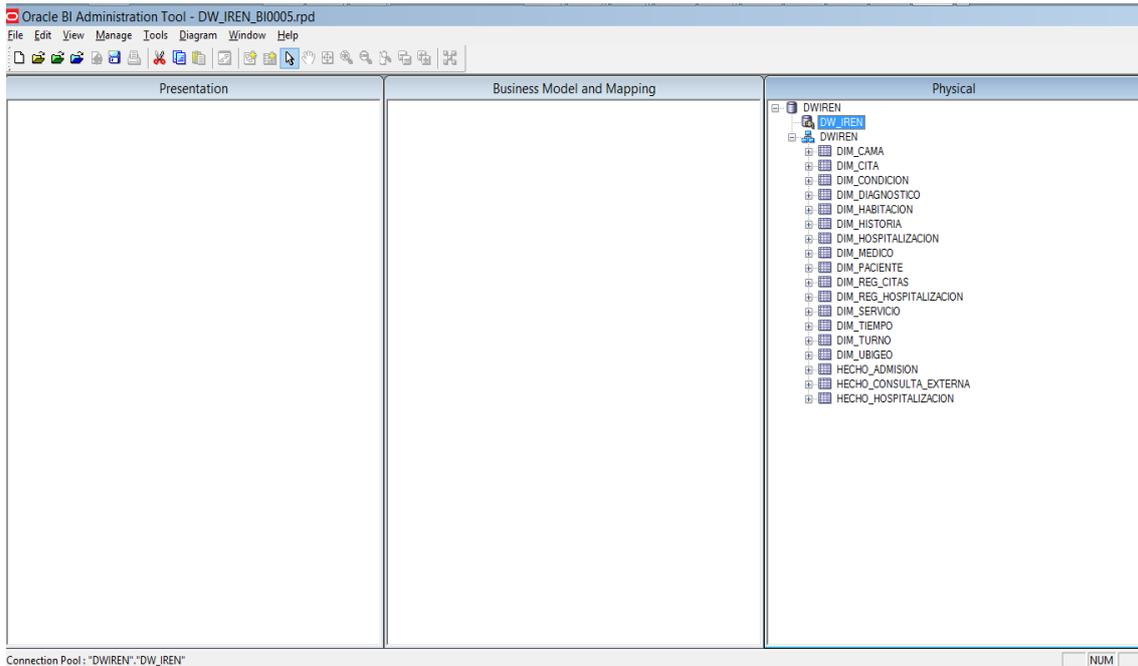 Oracle BI Administration Tool - DW_IREN_BI0005.rpd
File Edit View Manage Tools Diagram Window Help
Presentation
Business Model and Mapping
Physical
DWIREN
DW_IREN
DWIREN
DIM_CAMA
DIM_CITA
DIM_CONDICION
DIM_DIAGNOSTICO
DIM_HABITACION
DIM_HISTORIA
DIM_HOSPITALIZACION
DIM_MEDICO
DIM_PACIENTE
DIM_REG_CITAS
DIM_REG_HOSPITALIZACION
DIM_SERVICIO
DIM_TIEMPO
DIM_TURNO
DIM_UBIGEO
HECHO_ADMISION
HECHO_CONSULTA_EXTERNA
HECHO_HOSPITALIZACION
Connection Pool : "DWIREN"."DW_IREN"
NUM